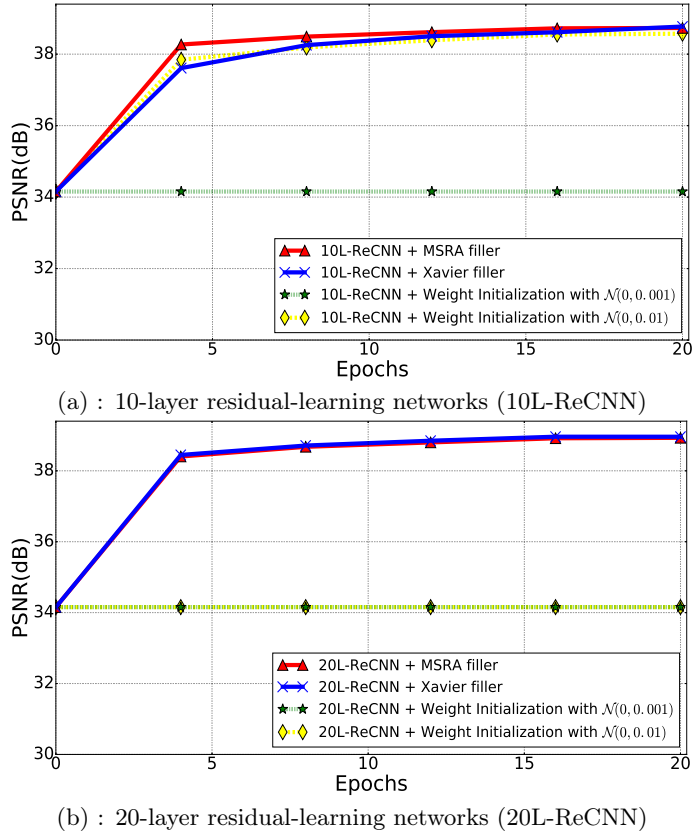 PSNR(dB)
38
36
34
32
30
0 5 10 15 20
Epochs
10L-ReCNN + MSRA filler
10L-ReCNN + Xavier filler
10L-ReCNN + Weight Initialization with 𝒩(0, 0.001)
10L-ReCNN + Weight Initialization with 𝒩(0, 0.01)
(a) : 10-layer residual-learning networks (10L-ReCNN)
PSNR(dB)
38
36
34
32
30
0 5 10 15 20
Epochs
20L-ReCNN + MSRA filler
20L-ReCNN + Xavier filler
20L-ReCNN + Weight Initialization with 𝒩(0, 0.001)
20L-ReCNN + Weight Initialization with 𝒩(0, 0.01)
(b) : 20-layer residual-learning networks (20L-ReCNN)